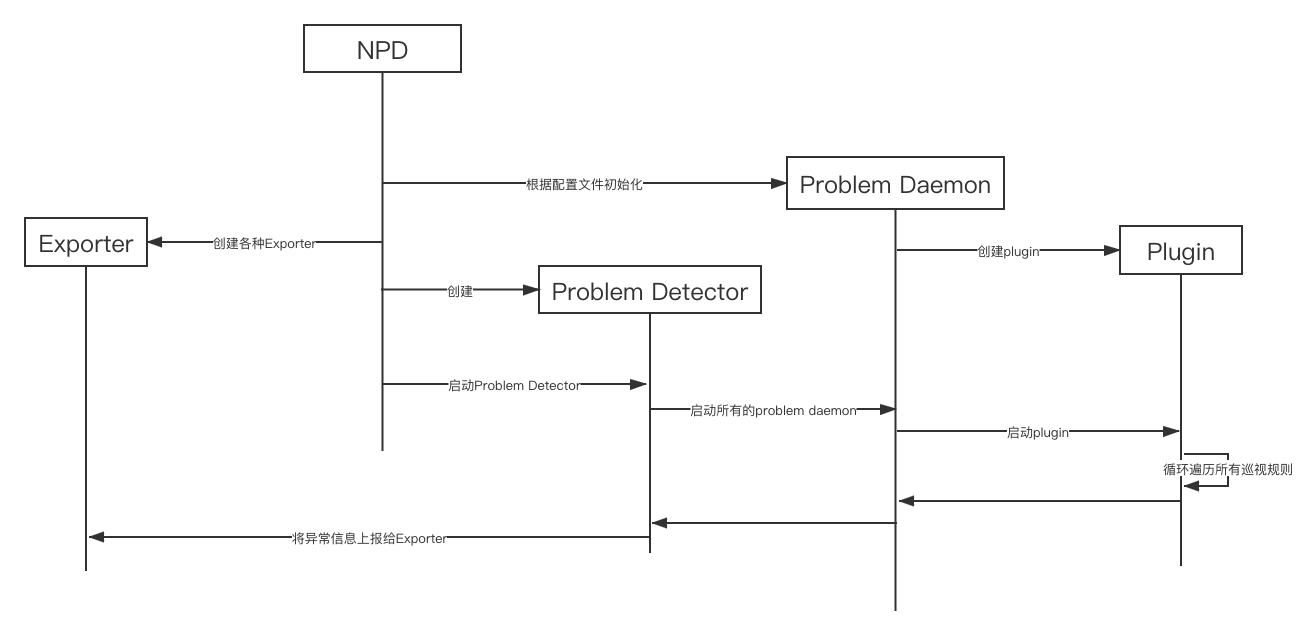 NPD
Problem Daemon
根据配置文件初始化
Exporter
创建各种Exporter
创建plugin
Plugin
创建
Problem Detector
启动Problem Detector
启动所有的problem daemon
启动plugin
循环遍历所有巡视规则
将异常信息上报给Exporter